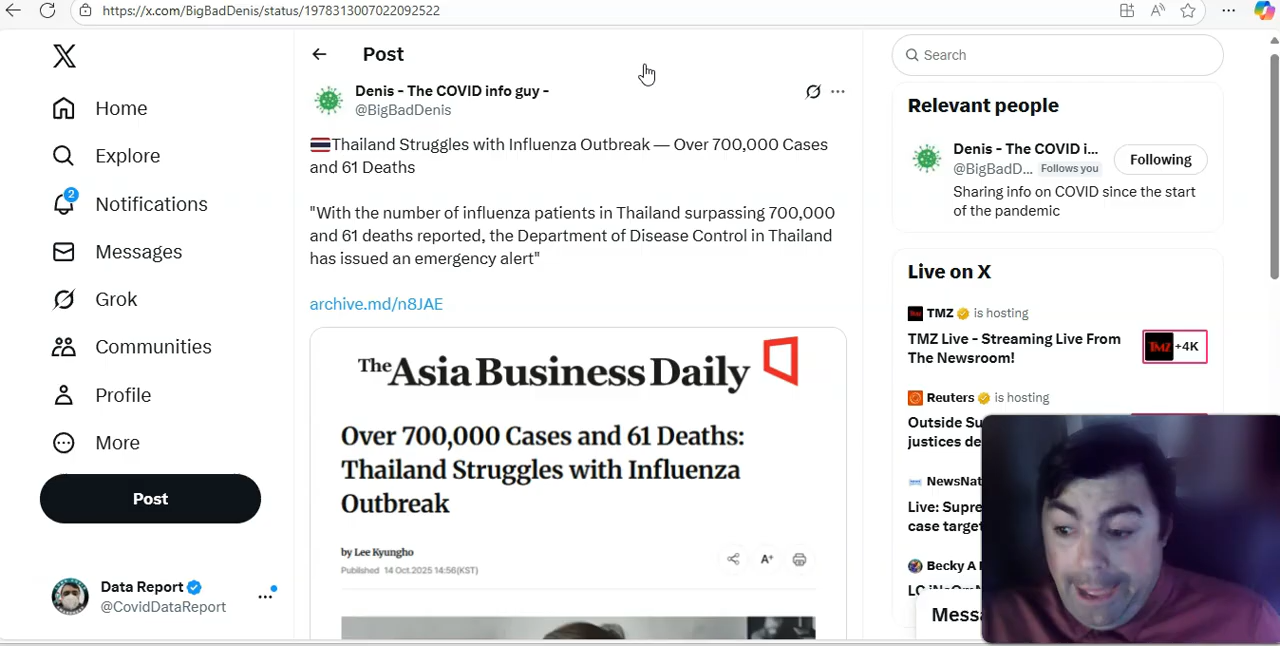 https://x.com/BigBadDenis/status/1978313007022092522
Home
Explore
2
Notifications
Messages
Grok
Communities
Profile
More
Post
Data Report
@CovidDataReport
Post
Denis - The COVID info guy -
@BigBadDenis
Thailand Struggles with Influenza Outbreak — Over 700,000 Cases
and 61 Deaths
"With the number of influenza patients in Thailand surpassing 700,000
and 61 deaths reported, the Department of Disease Control in Thailand
has issued an emergency alert"
archive.md/n8JAE
The Asia Business Daily
Over 700,000 Cases and 61 Deaths:
Thailand Struggles with Influenza
Outbreak
by Lee Kyungho
Published 14 Oct.2025 14:56(KST)
A+
Search
Relevant people
Denis - The COVID i...
@BigBadD... Follows you
Following
Sharing info on COVID since the start
of the pandemic
Live on X
TMZ is hosting
TMZ Live - Streaming Live From
The Newsroom!
TMZ +4K
Reuters is hosting
Outside Su
justices de
NewsNat
Live: Supre
case target
Becky A
Messa